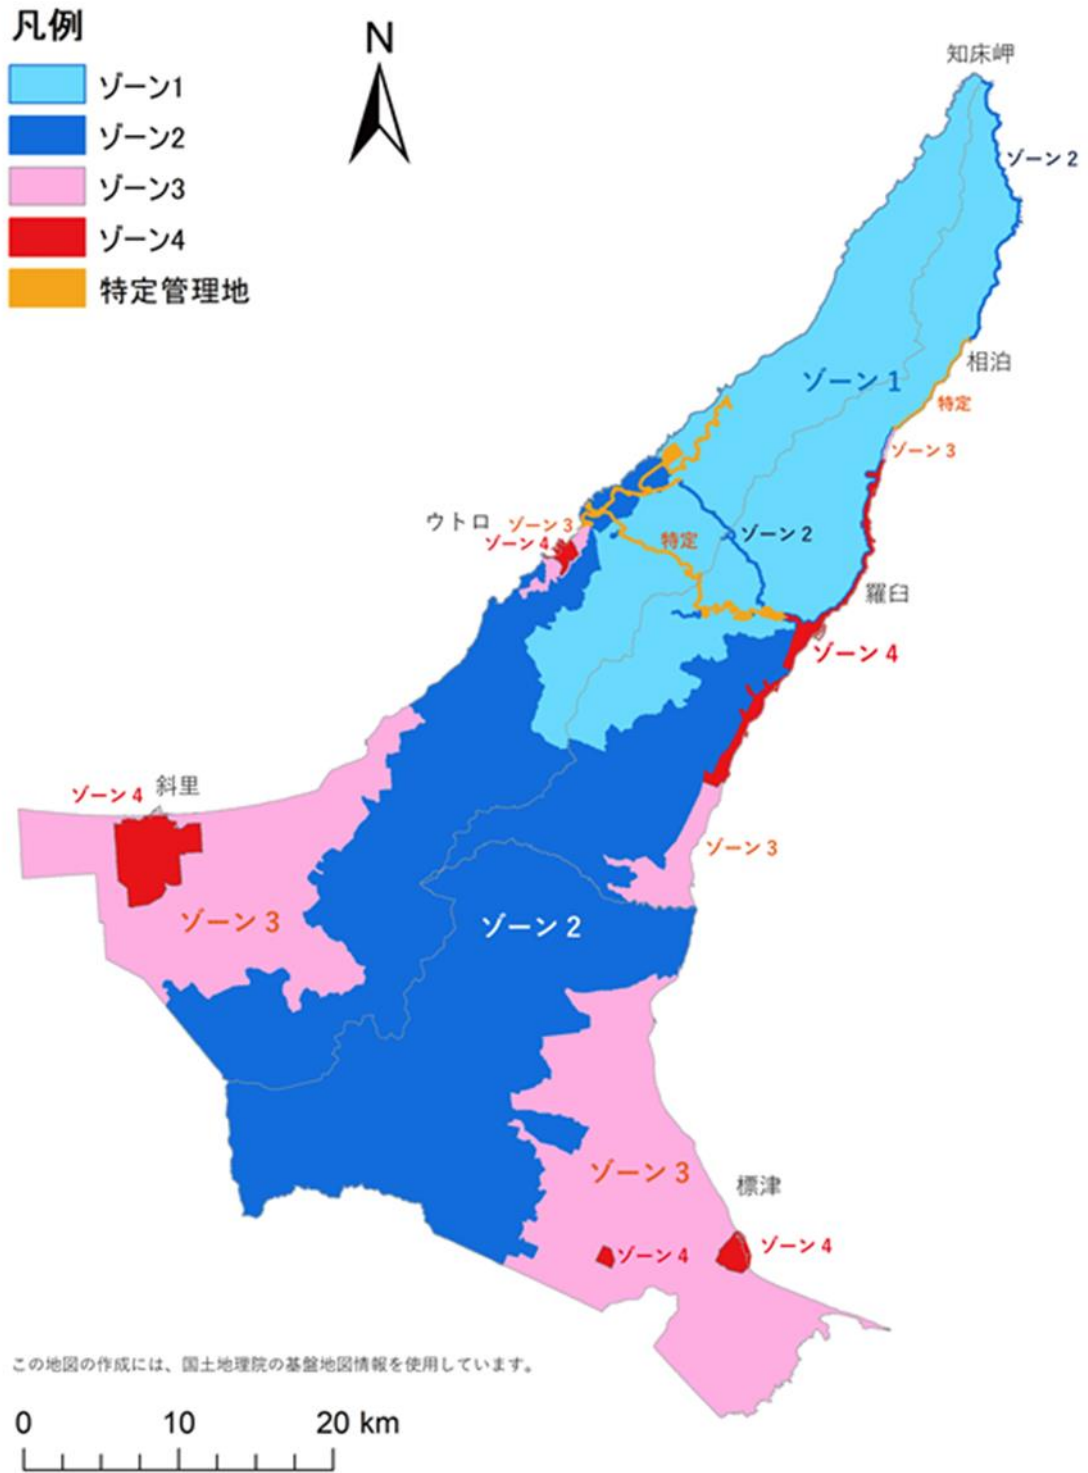 凡例
ゾーン1
ゾーン2
ゾーン3
ゾーン4
特定管理地
N
知床岬
ゾーン2
相泊
ゾーン1
特定
ゾーン3
ウトロ
ゾーン3
ゾーン4
特定
ゾーン2
羅臼
ゾーン4
斜里
ゾーン4
ゾーン3
ゾーン3
ゾーン2
ゾーン3
標津
ゾーン4
ゾーン4
この地図の作成には、国土地理院の基盤地図情報を使用しています。
0 10 20 km